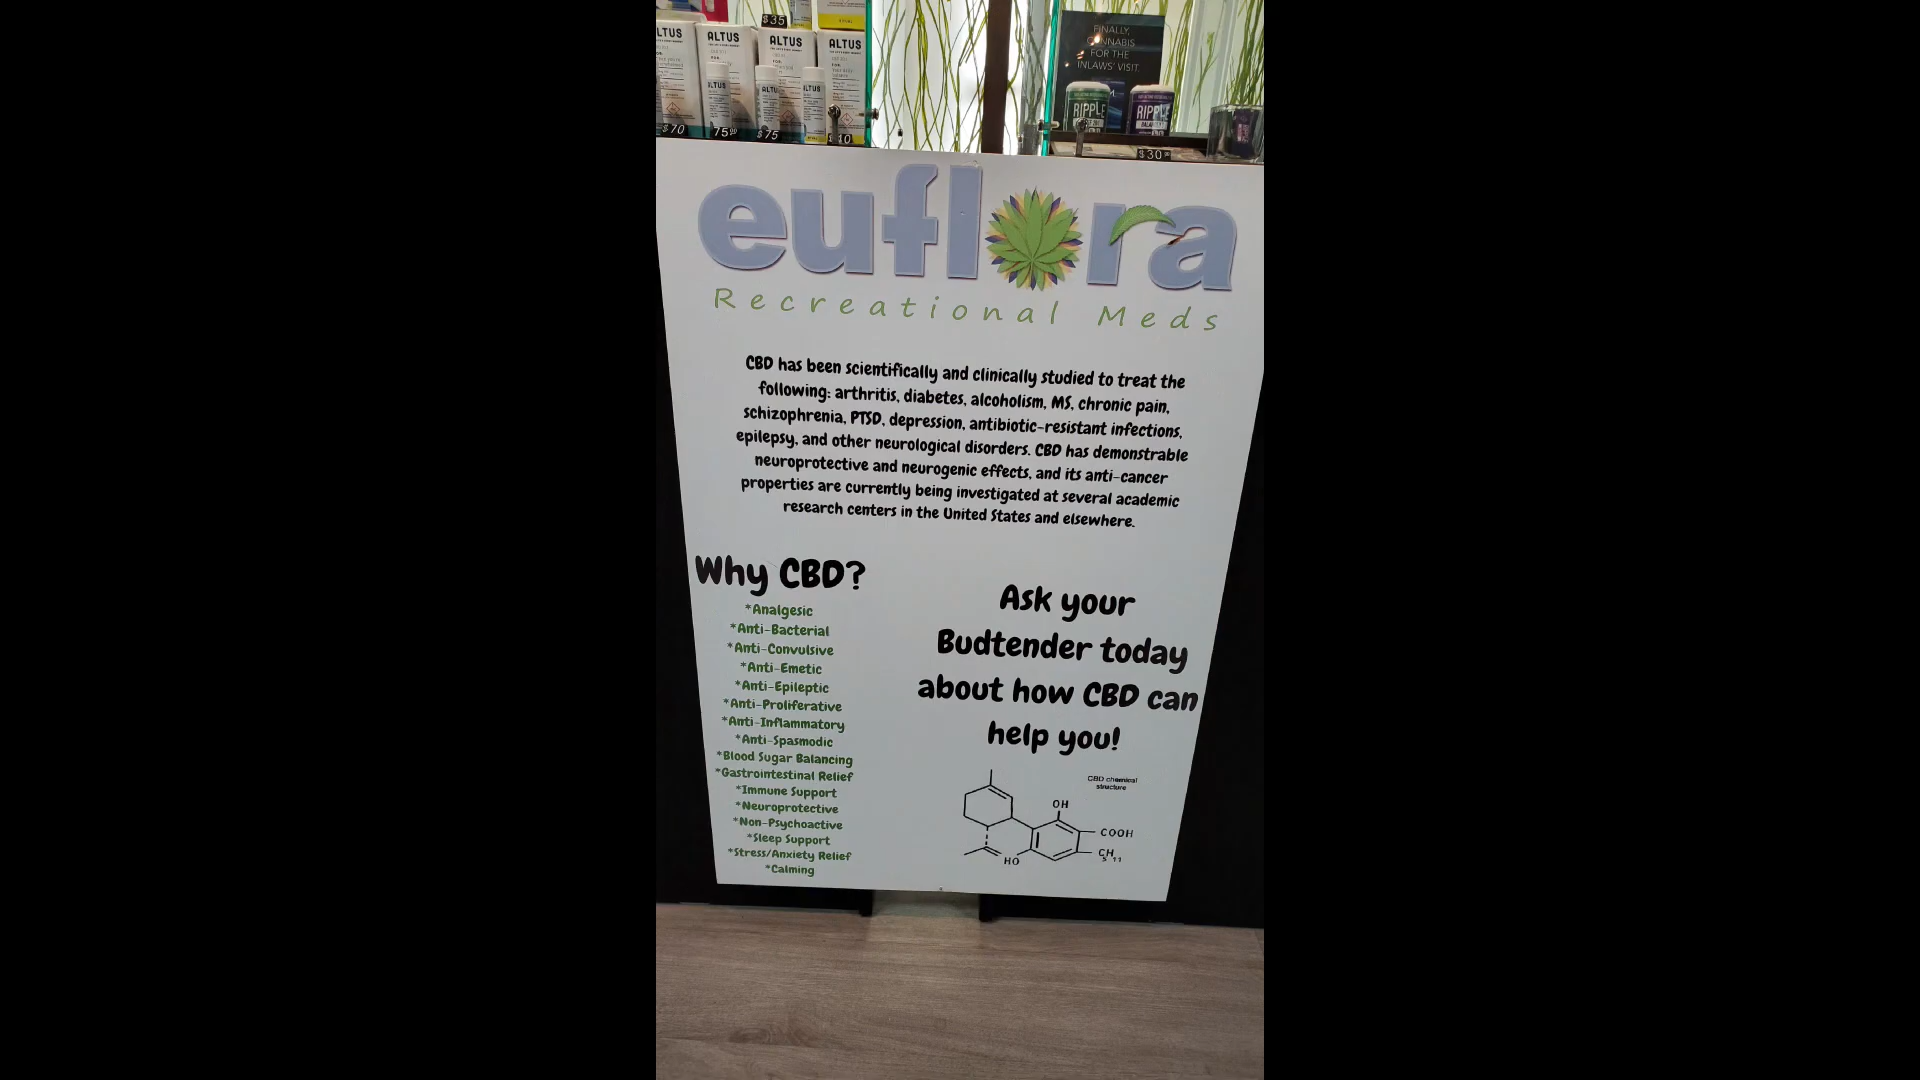 $35
ALTUS
ALTUS
ALTUS
ALTUS
ALTUS
$70
75⁰⁰
$75
FINALLY,
CANNABIS
FOR THE
INLAWS' VISIT.
RIPPLE
RIPPLE
$30
euflora
Recreational Meds
CBD has been scientifically and clinically studied to treat the
following: arthritis, diabetes, alcoholism, MS, chronic pain,
schizophrenia, PTSD, depression, antibiotic-resistant infections,
epilepsy, and other neurological disorders. CBD has demonstrable
neuroprotective and neurogenic effects, and its anti-cancer
properties are currently being investigated at several academic
research centers in the United States and elsewhere.
Why CBD?
*Analgesic
*Anti-Bacterial
*Anti-Convulsive
*Anti-Emetic
*Anti-Epileptic
*Anti-Proliferative
*Anti-Inflammatory
*Anti-Spasmodic
*Blood Sugar Balancing
*Gastrointestinal Relief
*Immune Support
*Neuroprotective
*Non-Psychoactive
*Sleep Support
*Stress/Anxiety Relief
*Calming
Ask your
Budtender today
about how CBD can
help you!
CBD chemical
structure
OH
COOH
C5H11
HO